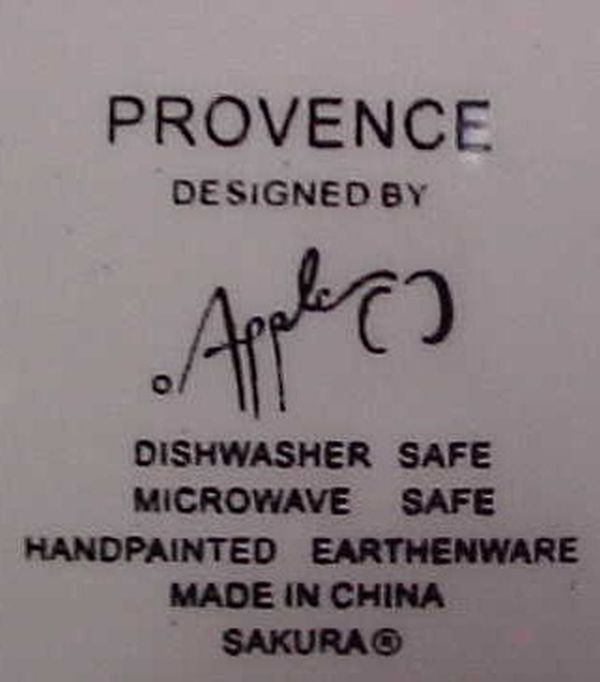 PROVENCE
DESIGNED BY
Apple
DISHWASHER SAFE
MICROWAVE SAFE
HANDPAINTED EARTHENWARE
MADE IN CHINA
SAKURA®